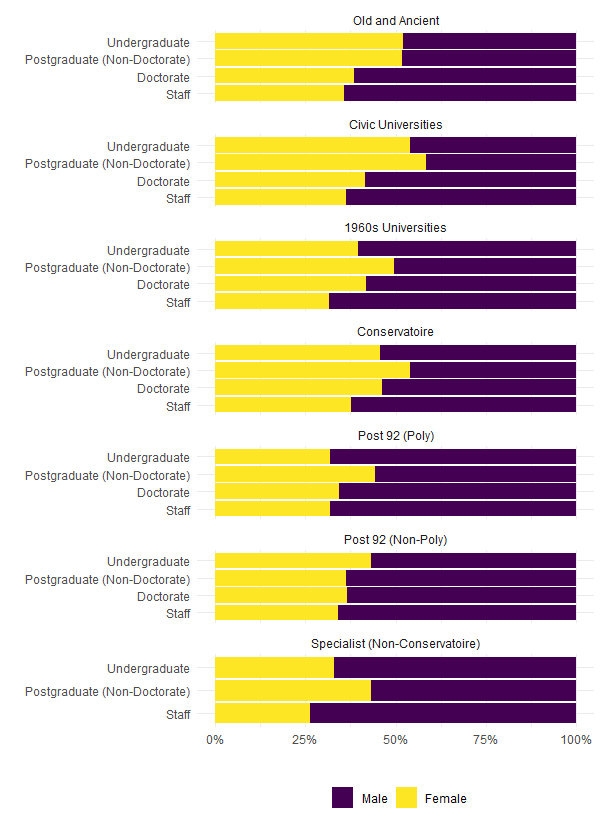 Old and Ancient
Undergraduate
Postgraduate (Non-Doctorate)
Doctorate
Staff
Civic Universities
Undergraduate
Postgraduate (Non-Doctorate)
Doctorate
Staff
1960s Universities
Undergraduate
Postgraduate (Non-Doctorate)
Doctorate
Staff
Conservatoire
Undergraduate
Postgraduate (Non-Doctorate)
Doctorate
Staff
Post 92 (Poly)
Undergraduate
Postgraduate (Non-Doctorate)
Doctorate
Staff
Post 92 (Non-Poly)
Undergraduate
Postgraduate (Non-Doctorate)
Doctorate
Staff
Specialist (Non-Conservatoire)
Undergraduate
Postgraduate (Non-Doctorate)
Staff
0% 25% 50% 75% 100%
Male Female